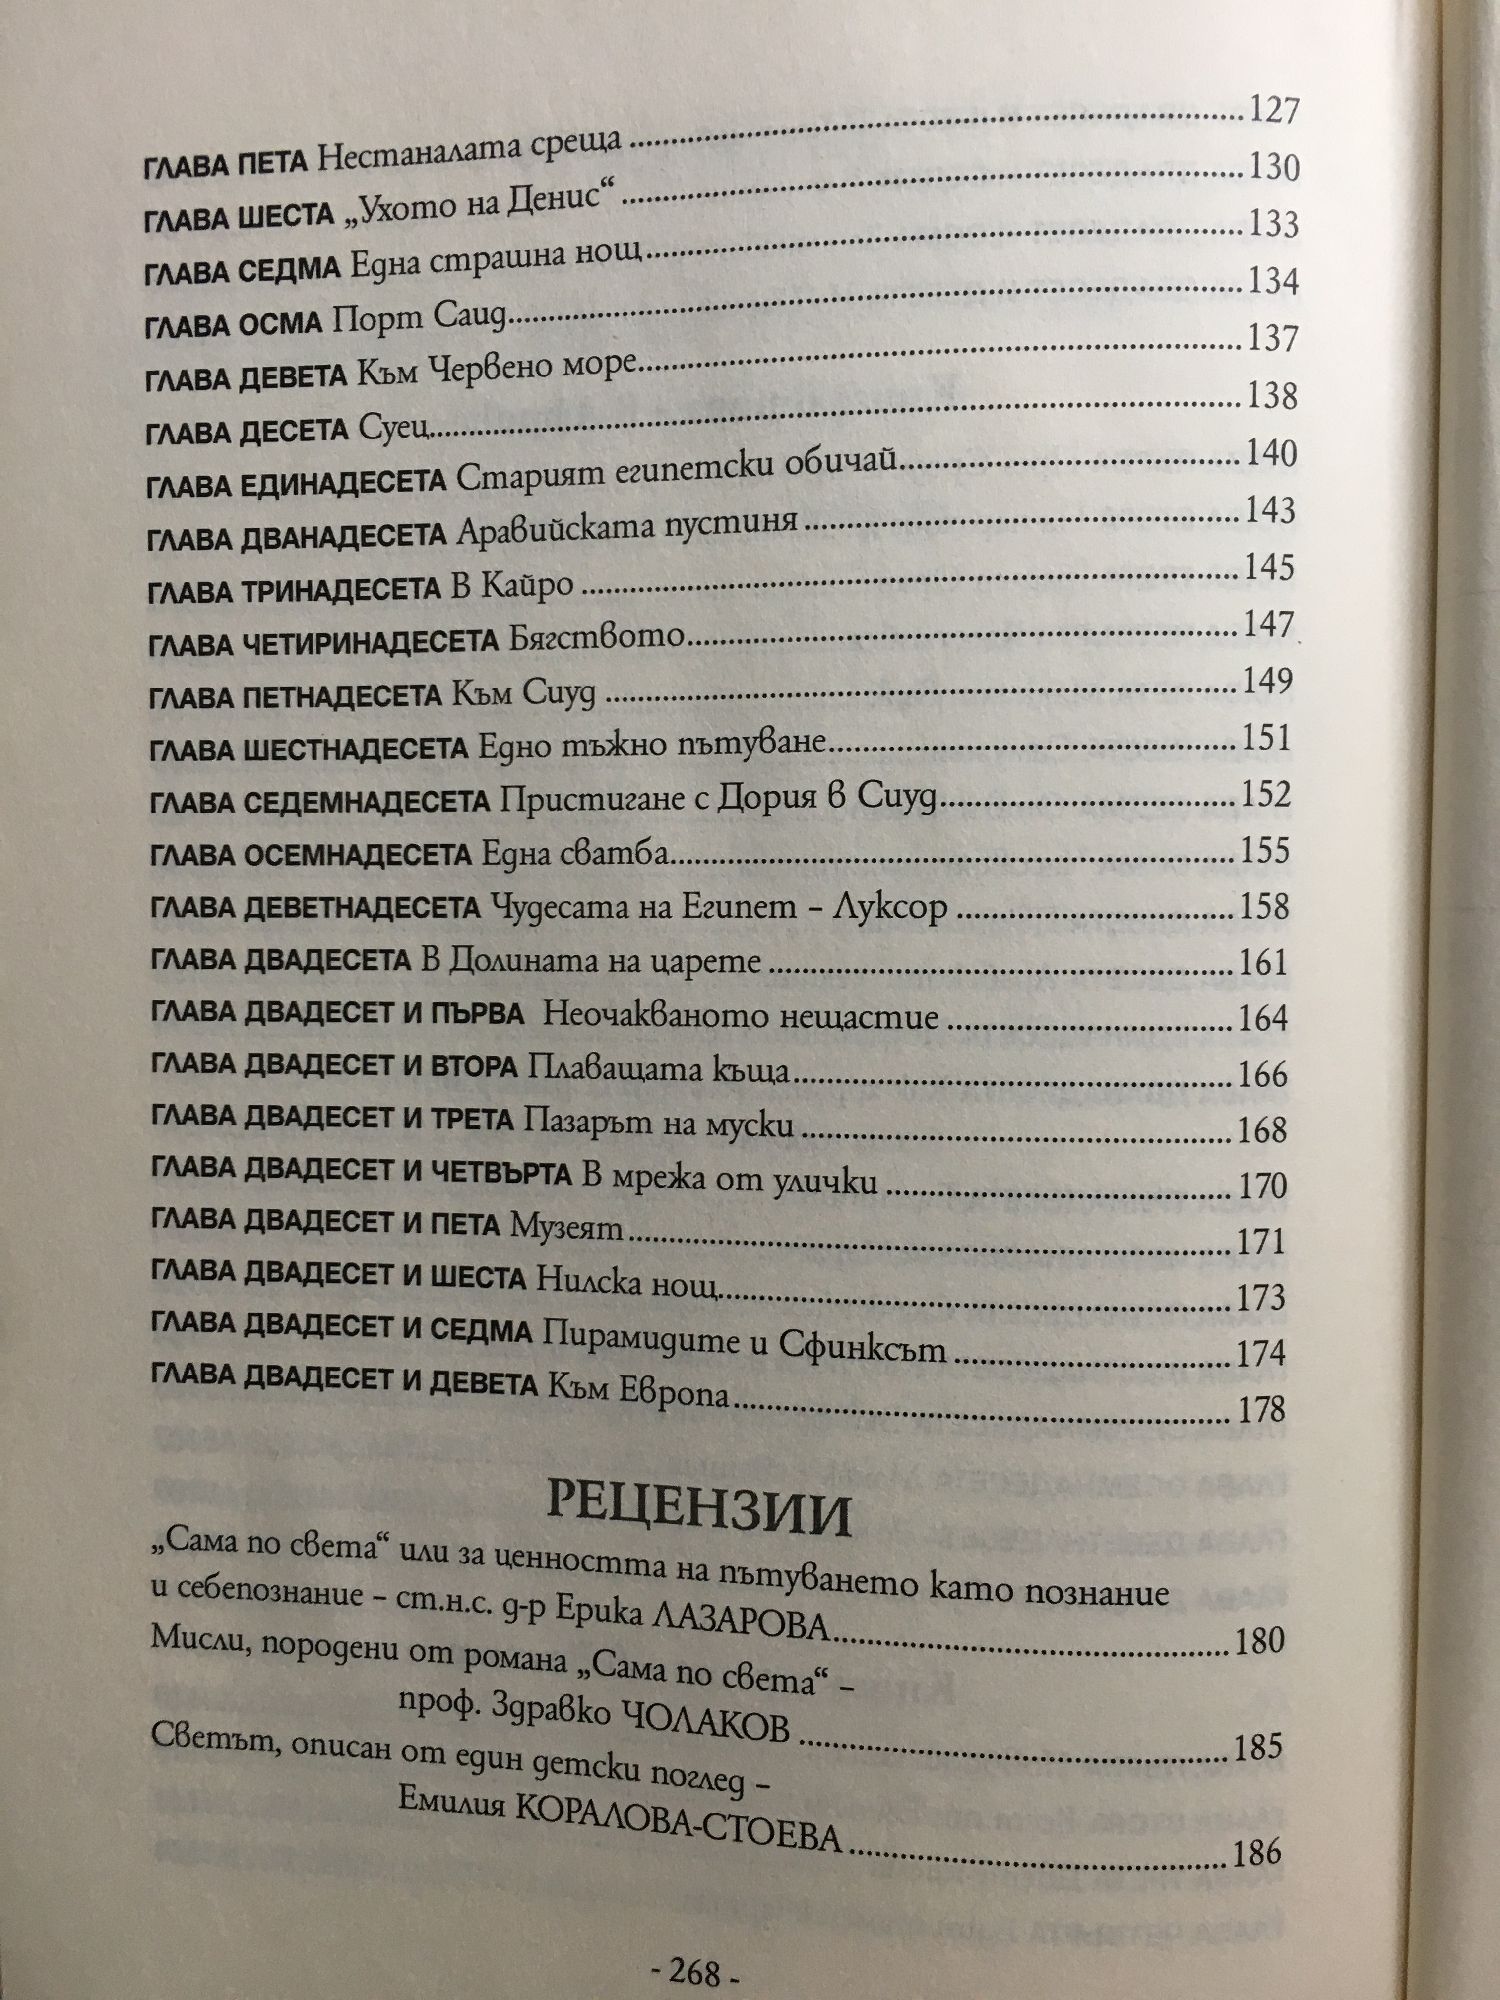 ГЛАВА ПЕТА Нестаналата среща ........ 127
ГЛАВА ШЕСТА „Ухото на Денис“ ........ 130
ГЛАВА СЕДМА Една страшна нощ ........ 133
ГЛАВА ОСМА Порт Саид ........ 134
ГЛАВА ДЕВЕТА Към Червено море ........ 137
ГЛАВА ДЕСЕТА Суец ........ 138
ГЛАВА ЕДИНАДЕСЕТА Старият египетски обичай ........ 140
ГЛАВА ДВАНАДЕСЕТА Аравийската пустиня ........ 143
ГЛАВА ТРИНАДЕСЕТА В Кайро ........ 145
ГЛАВА ЧЕТИРИНАДЕСЕТА Бягството ........ 147
ГЛАВА ПЕТНАДЕСЕТА Към Сиуд ........ 149
ГЛАВА ШЕСТНАДЕСЕТА Едно тъжно пътуване ........ 151
ГЛАВА СЕДЕМНАДЕСЕТА Пристигане с Дория в Сиуд ........ 152
ГЛАВА ОСЕМНАДЕСЕТА Една сватба ........ 155
ГЛАВА ДЕВЕТНАДЕСЕТА Чудесата на Египет – Луксор ........ 158
ГЛАВА ДВАДЕСЕТА В Долината на царете ........ 161
ГЛАВА ДВАДЕСЕТ И ПЪРВА Неочакваното нещастие ........ 164
ГЛАВА ДВАДЕСЕТ И ВТОРА Плаващата къща ........ 166
ГЛАВА ДВАДЕСЕТ И ТРЕТА Пазарът на муски ........ 168
ГЛАВА ДВАДЕСЕТ И ЧЕТВЪРТА В мрежа от улички ........ 170
ГЛАВА ДВАДЕСЕТ И ПЕТА Музеят ........ 171
ГЛАВА ДВАДЕСЕТ И ШЕСТА Нилска нощ ........ 173
ГЛАВА ДВАДЕСЕТ И СЕДМА Пирамидите и Сфинксът ........ 174
ГЛАВА ДВАДЕСЕТ И ДЕВЕТА Към Европа ........ 178
РЕЦЕНЗИИ
„Сама по света“ или за ценността на пътуването като познание
и себепознание – ст.н.с. д-р Ерика ЛАЗАРОВА ........ 180
Мисли, породени от романа „Сама по света“ –
проф. Здравко ЧОЛАКОВ ........ 185
Светът, описан от един детски поглед –
Емилия КОРАЛОВА-СТОЕВА ........ 186
- 268 -